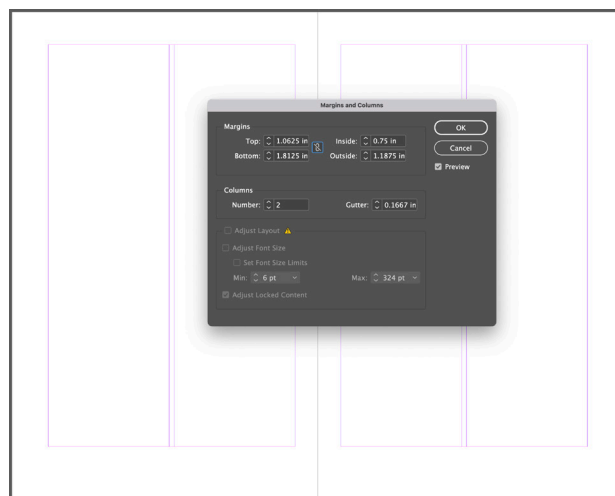 Margins and Columns
Margins
Top: 1.0625 in Inside: 0.75 in
Bottom: 1.8125 in Outside: 1.1875 in
OK
Cancel
Preview
Columns
Number: 2 Gutter: 0.1667 in
Adjust Layout
Adjust Font Size
Set Font Size Limits
Min: 6 pt Max: 324 pt
Adjust Locked Content